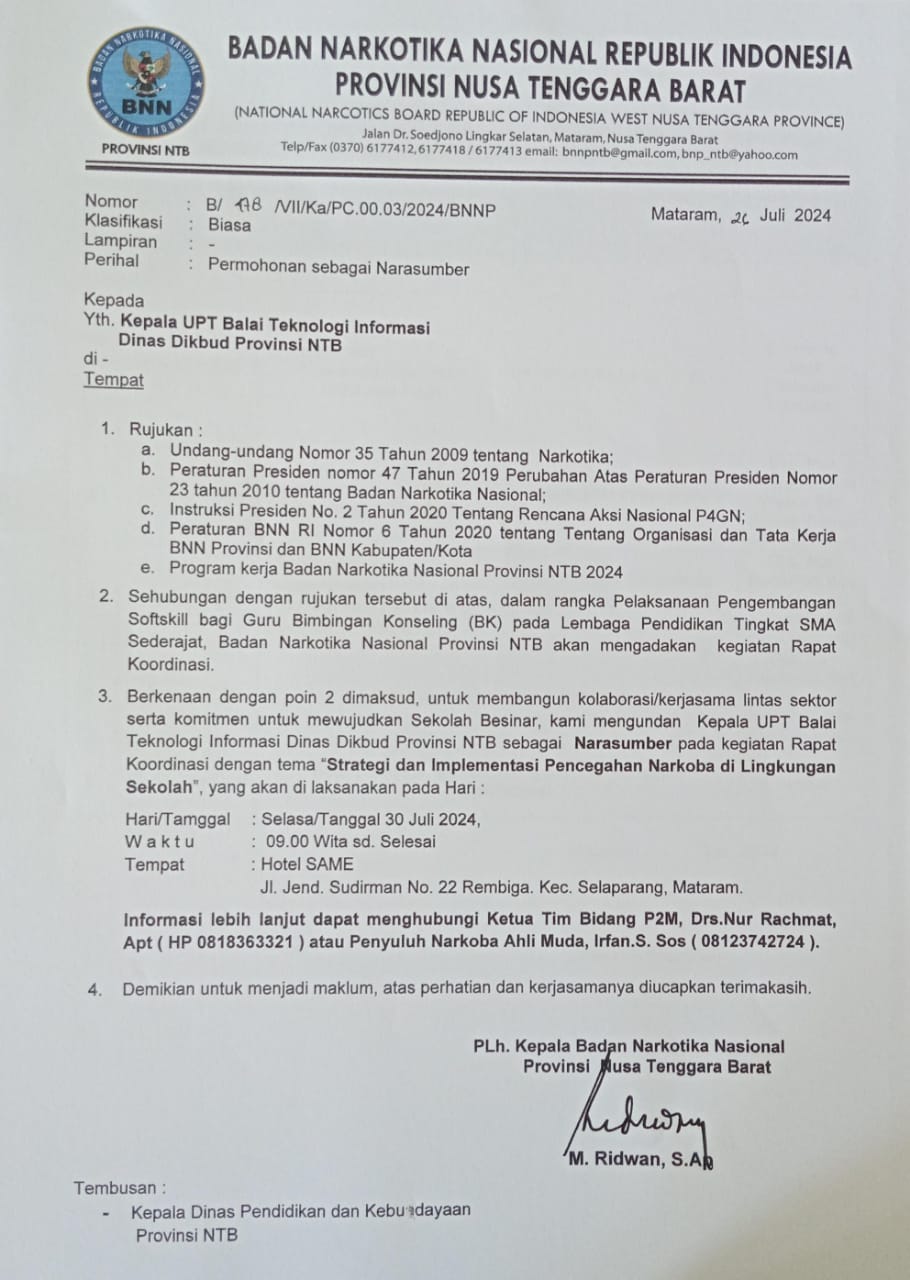 BADAN NARKOTIKA NASIONAL
REPUBLIK INDONESIA
BNN
PROVINSI NTB
BADAN NARKOTIKA NASIONAL REPUBLIK INDONESIA
PROVINSI NUSA TENGGARA BARAT
(NATIONAL NARCOTICS BOARD REPUBLIC OF INDONESIA WEST NUSA TENGGARA PROVINCE)
Jalan Dr. Soedjono Lingkar Selatan, Mataram, Nusa Tenggara Barat
Telp/Fax (0370) 6177412, 6177418 / 6177413 email: bnnpntb@gmail.com, bnp_ntb@yahoo.com
Nomor : B/ /VII/Ka/PC.00.03/2024/BNNP
Mataram, Juli 2024
Klasifikasi : Biasa
Lampiran : -
Perihal : Permohonan sebagai Narasumber
Kepada
Yth. Kepala UPT Balai Teknologi Informasi
Dinas Dikbud Provinsi NTB
di -
Tempat
1. Rujukan :
a. Undang-undang Nomor 35 Tahun 2009 tentang Narkotika;
b. Peraturan Presiden nomor 47 Tahun 2019 Perubahan Atas Peraturan Presiden Nomor
23 tahun 2010 tentang Badan Narkotika Nasional;
c. Instruksi Presiden No. 2 Tahun 2020 Tentang Rencana Aksi Nasional P4GN;
d. Peraturan BNN RI Nomor 6 Tahun 2020 tentang Tentang Organisasi dan Tata Kerja
BNN Provinsi dan BNN Kabupaten/Kota
e. Program kerja Badan Narkotika Nasional Provinsi NTB 2024
2. Sehubungan dengan rujukan tersebut di atas, dalam rangka Pelaksanaan Pengembangan
Softskill bagi Guru Bimbingan Konseling (BK) pada Lembaga Pendidikan Tingkat SMA
Sederajat, Badan Narkotika Nasional Provinsi NTB akan mengadakan kegiatan Rapat
Koordinasi.
3. Berkenaan dengan poin 2 dimaksud, untuk membangun kolaborasi/kerjasama lintas sektor
serta komitmen untuk mewujudkan Sekolah Besinar, kami mengundan Kepala UPT Balai
Teknologi Informasi Dinas Dikbud Provinsi NTB sebagai Narasumber pada kegiatan Rapat
Koordinasi dengan tema “Strategi dan Implementasi Pencegahan Narkoba di Lingkungan
Sekolah”, yang akan di laksanakan pada Hari :
Hari/Tamggal : Selasa/Tanggal 30 Juli 2024,
W a k t u : 09.00 Wita sd. Selesai
Tempat : Hotel SAME
Jl. Jend. Sudirman No. 22 Rembiga. Kec. Selaparang, Mataram.
Informasi lebih lanjut dapat menghubungi Ketua Tim Bidang P2M, Drs.Nur Rachmat,
Apt ( HP 0818363321 ) atau Penyuluh Narkoba Ahli Muda, Irfan.S. Sos ( 08123742724 ).
4. Demikian untuk menjadi maklum, atas perhatian dan kerjasamanya diucapkan terimakasih.
PLh. Kepala Badan Narkotika Nasional
Provinsi Nusa Tenggara Barat
M. Ridwan, S.AP
Tembusan :
- Kepala Dinas Pendidikan dan Kebudayaan
Provinsi NTB